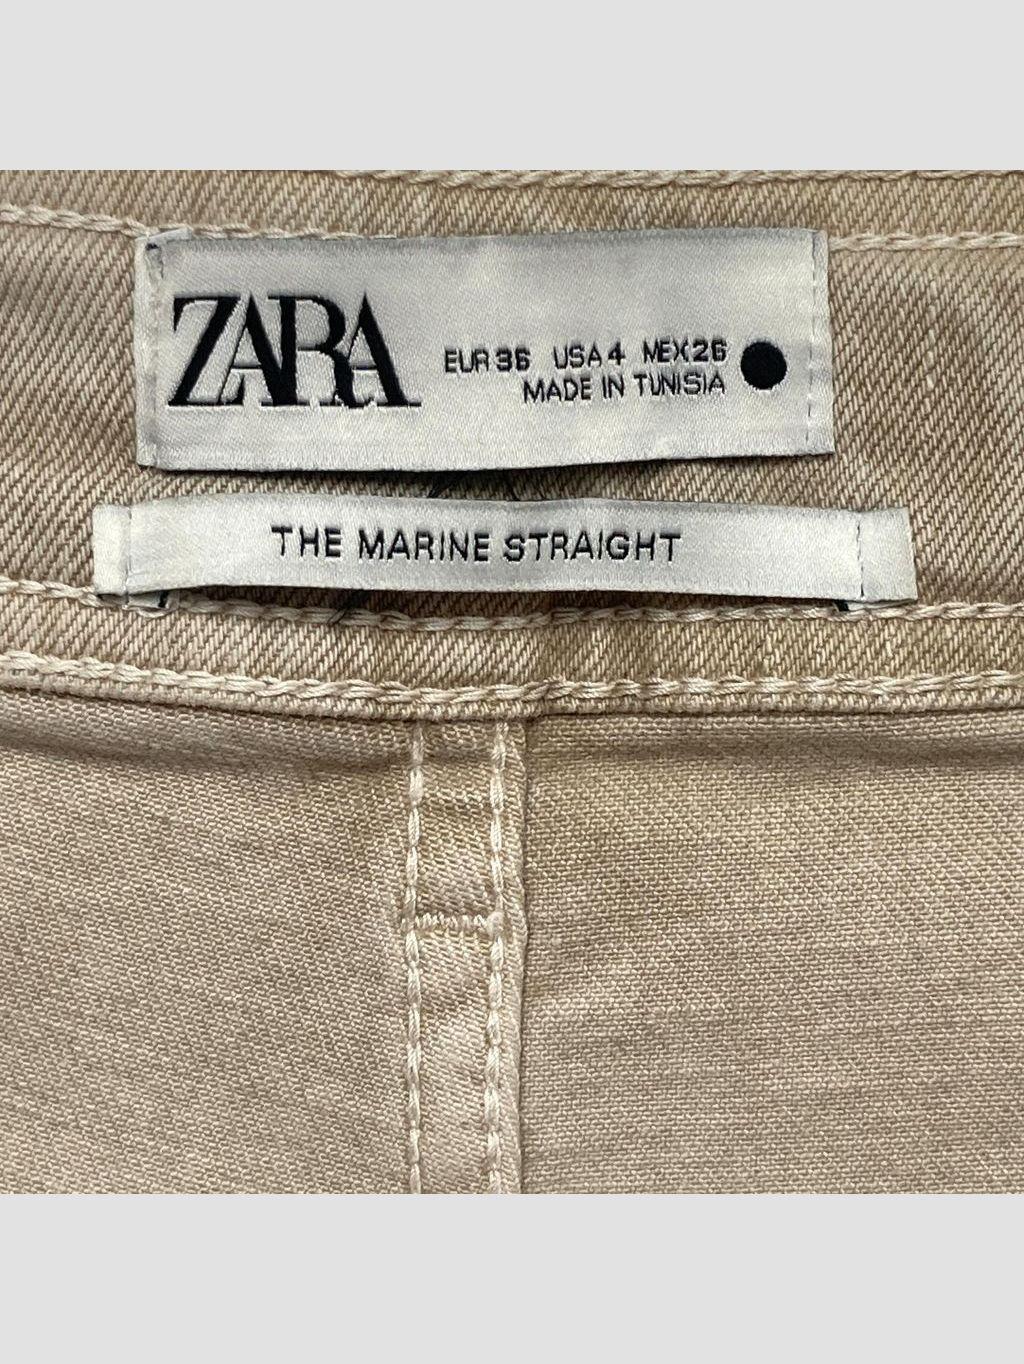 ZARA
EUR 36 USA 4 MEX 26
MADE IN TUNISIA
THE MARINE STRAIGHT